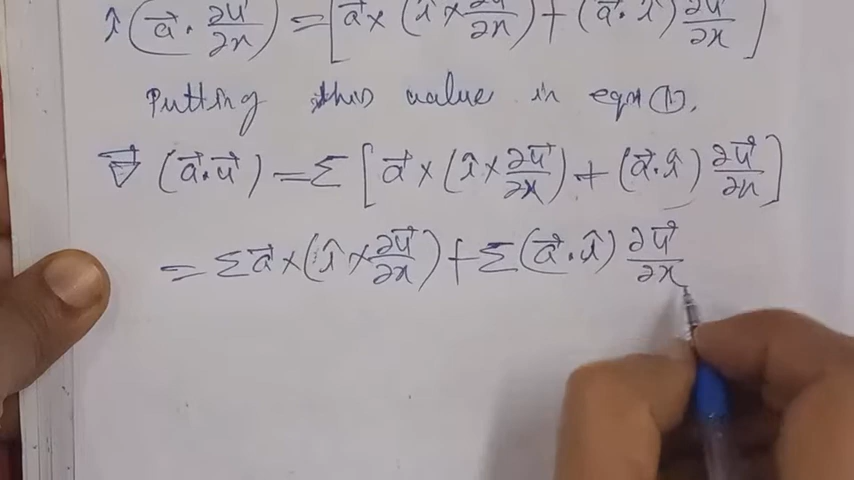 î(a⃗ · ∂u⃗/∂x) = [a⃗ × (î × ∂u⃗/∂x) + (a⃗ · î) ∂u⃗/∂x]
Putting this value in eqn ①.
∇⃗ (a⃗ · u⃗) = Σ [a⃗ × (î × ∂u⃗/∂x) + (a⃗ · î) ∂u⃗/∂x]
= Σ a⃗ × (î × ∂u⃗/∂x) + Σ (a⃗ · î) ∂u⃗/∂x